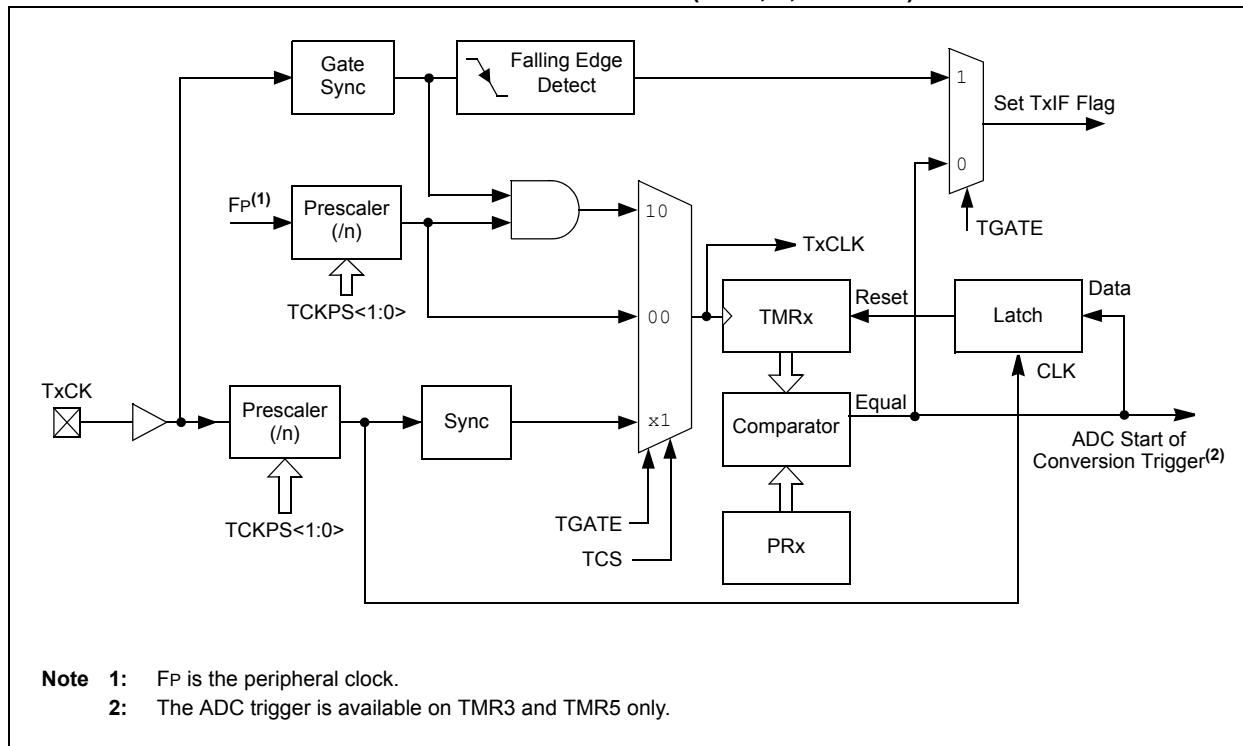 Gate
Sync
Falling Edge
Detect
1
Set TxIF Flag
0
TGATE
FP(1)
Prescaler
(/n)
TCKPS<1:0>
10
00
x1
TxCLK
TMRx
Reset
Latch
Data
CLK
TxCK
Prescaler
(/n)
TCKPS<1:0>
Sync
TGATE
TCS
Comparator
Equal
PRx
ADC Start of
Conversion Trigger(2)
Note 1: FP is the peripheral clock.
2: The ADC trigger is available on TMR3 and TMR5 only.